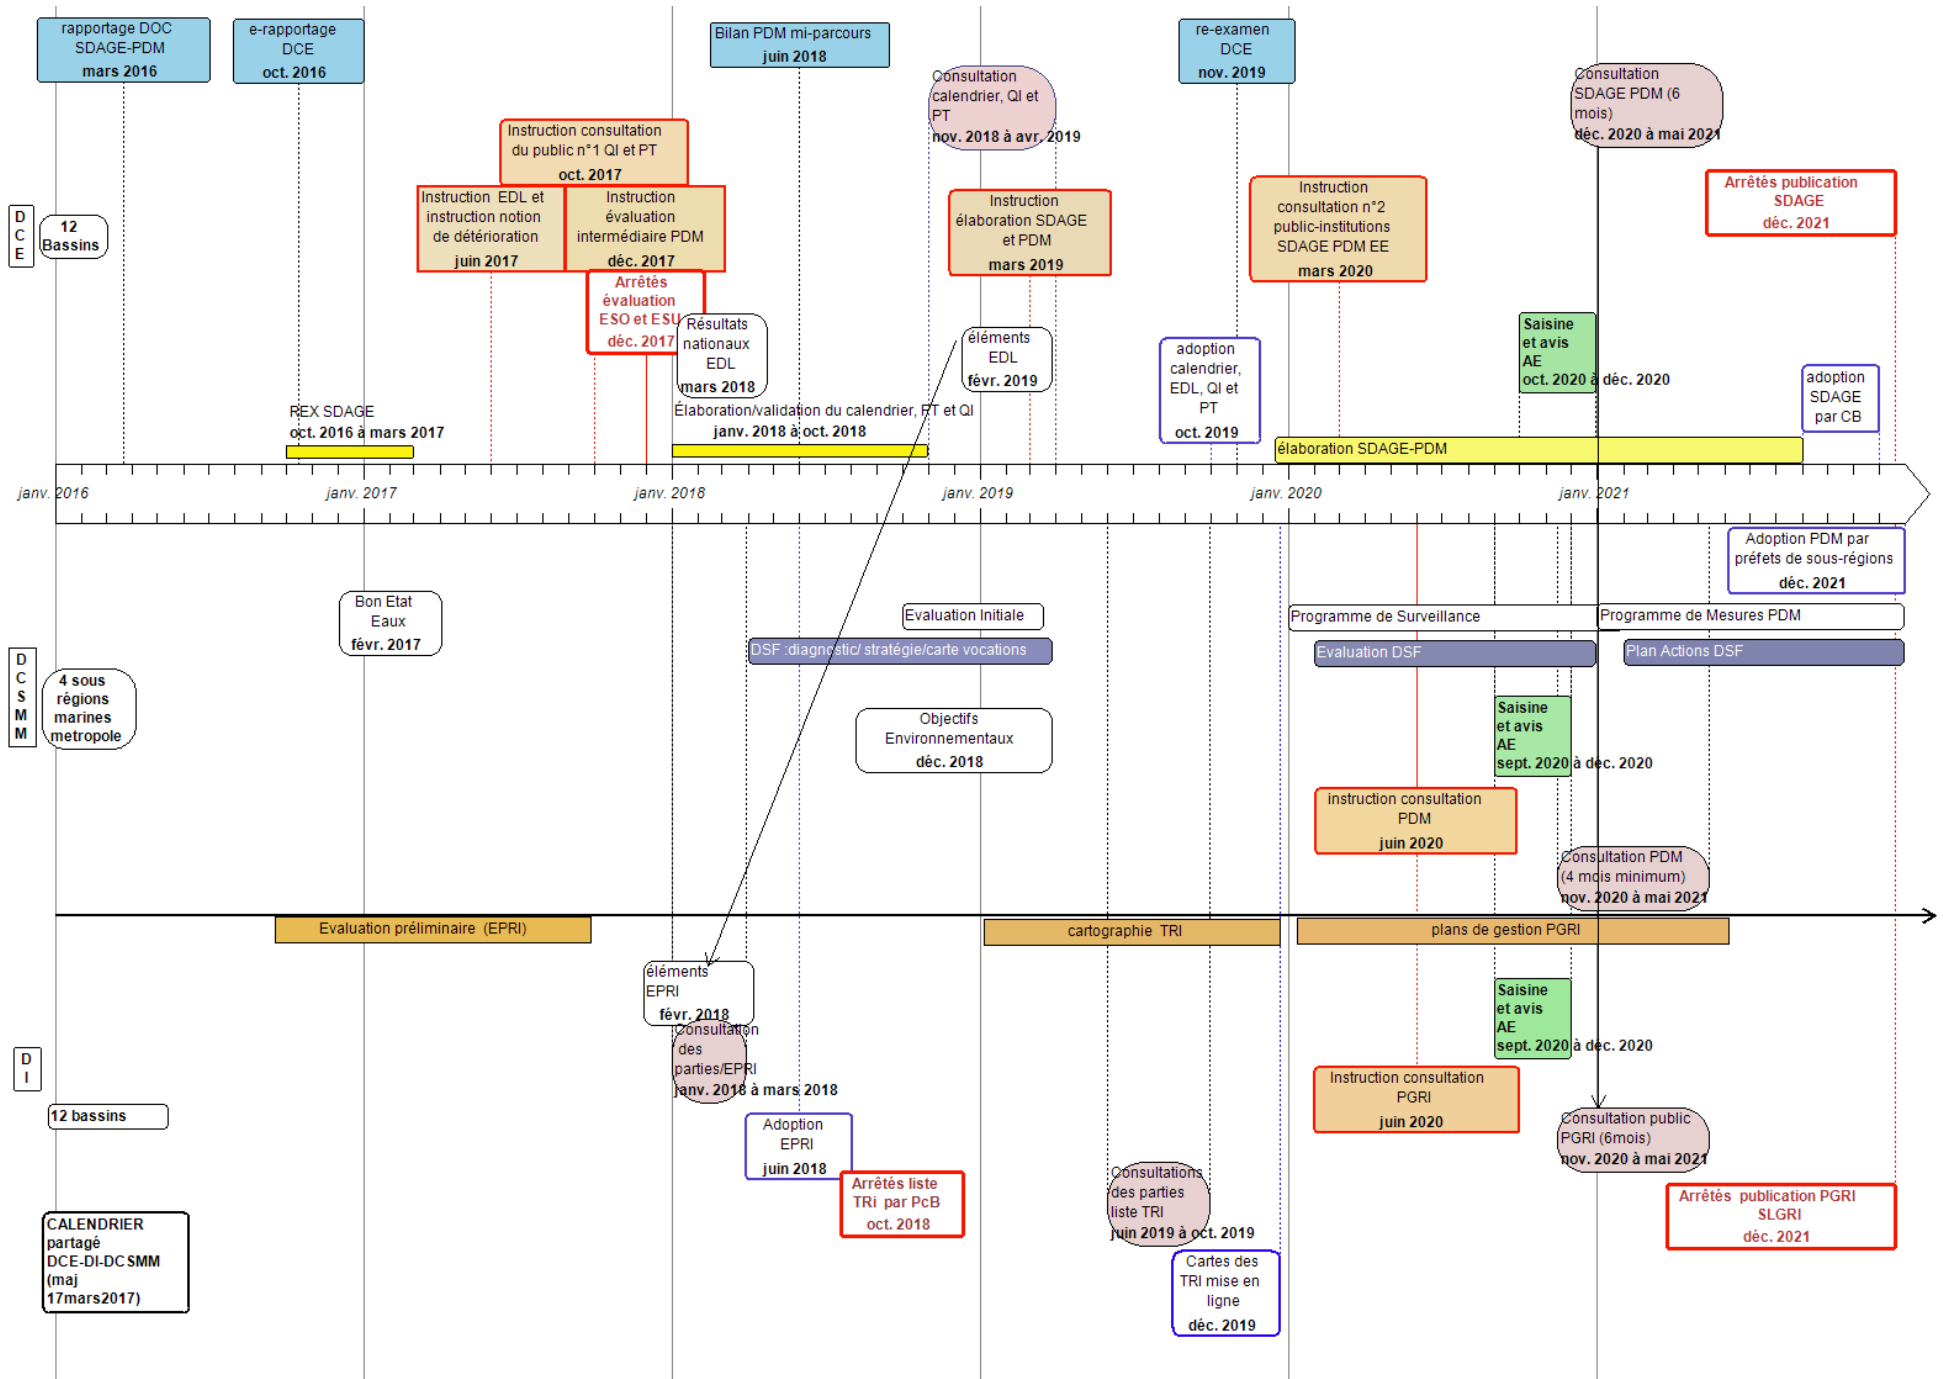 rapportage DOC
SDAGE-PDM
mars 2016
e-rapportage
DCE
oct. 2016
Bilan PDM mi-parcours
juin 2018
re-examen
DCE
nov. 2019
Consultation
calendrier, QI et
PT
nov. 2018 à avr. 2019
Consultation
SDAGE PDM (6
mois)
déc. 2020 à mai 2021
Instruction consultation
du public n°1 QI et PT
oct. 2017
Instruction EDL et
instruction notion
de détérioration
juin 2017
Instruction
évaluation
intermédiaire PDM
déc. 2017
Instruction
élaboration SDAGE
et PDM
mars 2019
Instruction
consultation n°2
public-institutions
SDAGE PDM EE
mars 2020
Arrêtés publication
SDAGE
déc. 2021
D
C
E
12
Bassins
Arrêtés
évaluation
ESO et ESU
déc. 2017
Résultats
nationaux
EDL
mars 2018
éléments
EDL
févr. 2019
adoption
calendrier,
EDL, QI et
PT
oct. 2019
Saisine
et avis
AE
oct. 2020 à déc. 2020
adoption
SDAGE
par CB
REX SDAGE
oct. 2016 à mars 2017
Élaboration/validation du calendrier, PT et QI
janv. 2018 à oct. 2018
élaboration SDAGE-PDM
janv. 2016
janv. 2017
janv. 2018
janv. 2019
janv. 2020
janv. 2021
Adoption PDM par
préfets de sous-régions
déc. 2021
Bon Etat
Eaux
févr. 2017
Evaluation Initiale
Programme de Surveillance
Programme de Mesures PDM
DSF :diagnostic/ stratégie/carte vocations
Evaluation DSF
Plan Actions DSF
D
C
S
M
M
4 sous
régions
marines
metropole
Objectifs
Environnementaux
déc. 2018
Saisine
et avis
AE
sept. 2020 à dec. 2020
instruction consultation
PDM
juin 2020
Consultation PDM
(4 mois minimum)
nov. 2020 à mai 2021
Evaluation préliminaire (EPRI)
cartographie TRI
plans de gestion PGRI
éléments
EPRI
févr. 2018
Consultation
des
parties/EPRI
janv. 2018 à mars 2018
Saisine
et avis
AE
sept. 2020 à déc. 2020
D
I
12 bassins
Instruction consultation
PGRI
juin 2020
Consultation public
PGRI (6mois)
nov. 2020 à mai 2021
Adoption
EPRI
juin 2018
Arrêtés liste
TRi par PcB
oct. 2018
Consultations
des parties
liste TRI
juin 2019 à oct. 2019
Arrêtés publication PGRI
SLGRI
déc. 2021
CALENDRIER
partagé
DCE-DI-DCSMM
(maj
17mars2017)
Cartes des
TRI mise en
ligne
déc. 2019